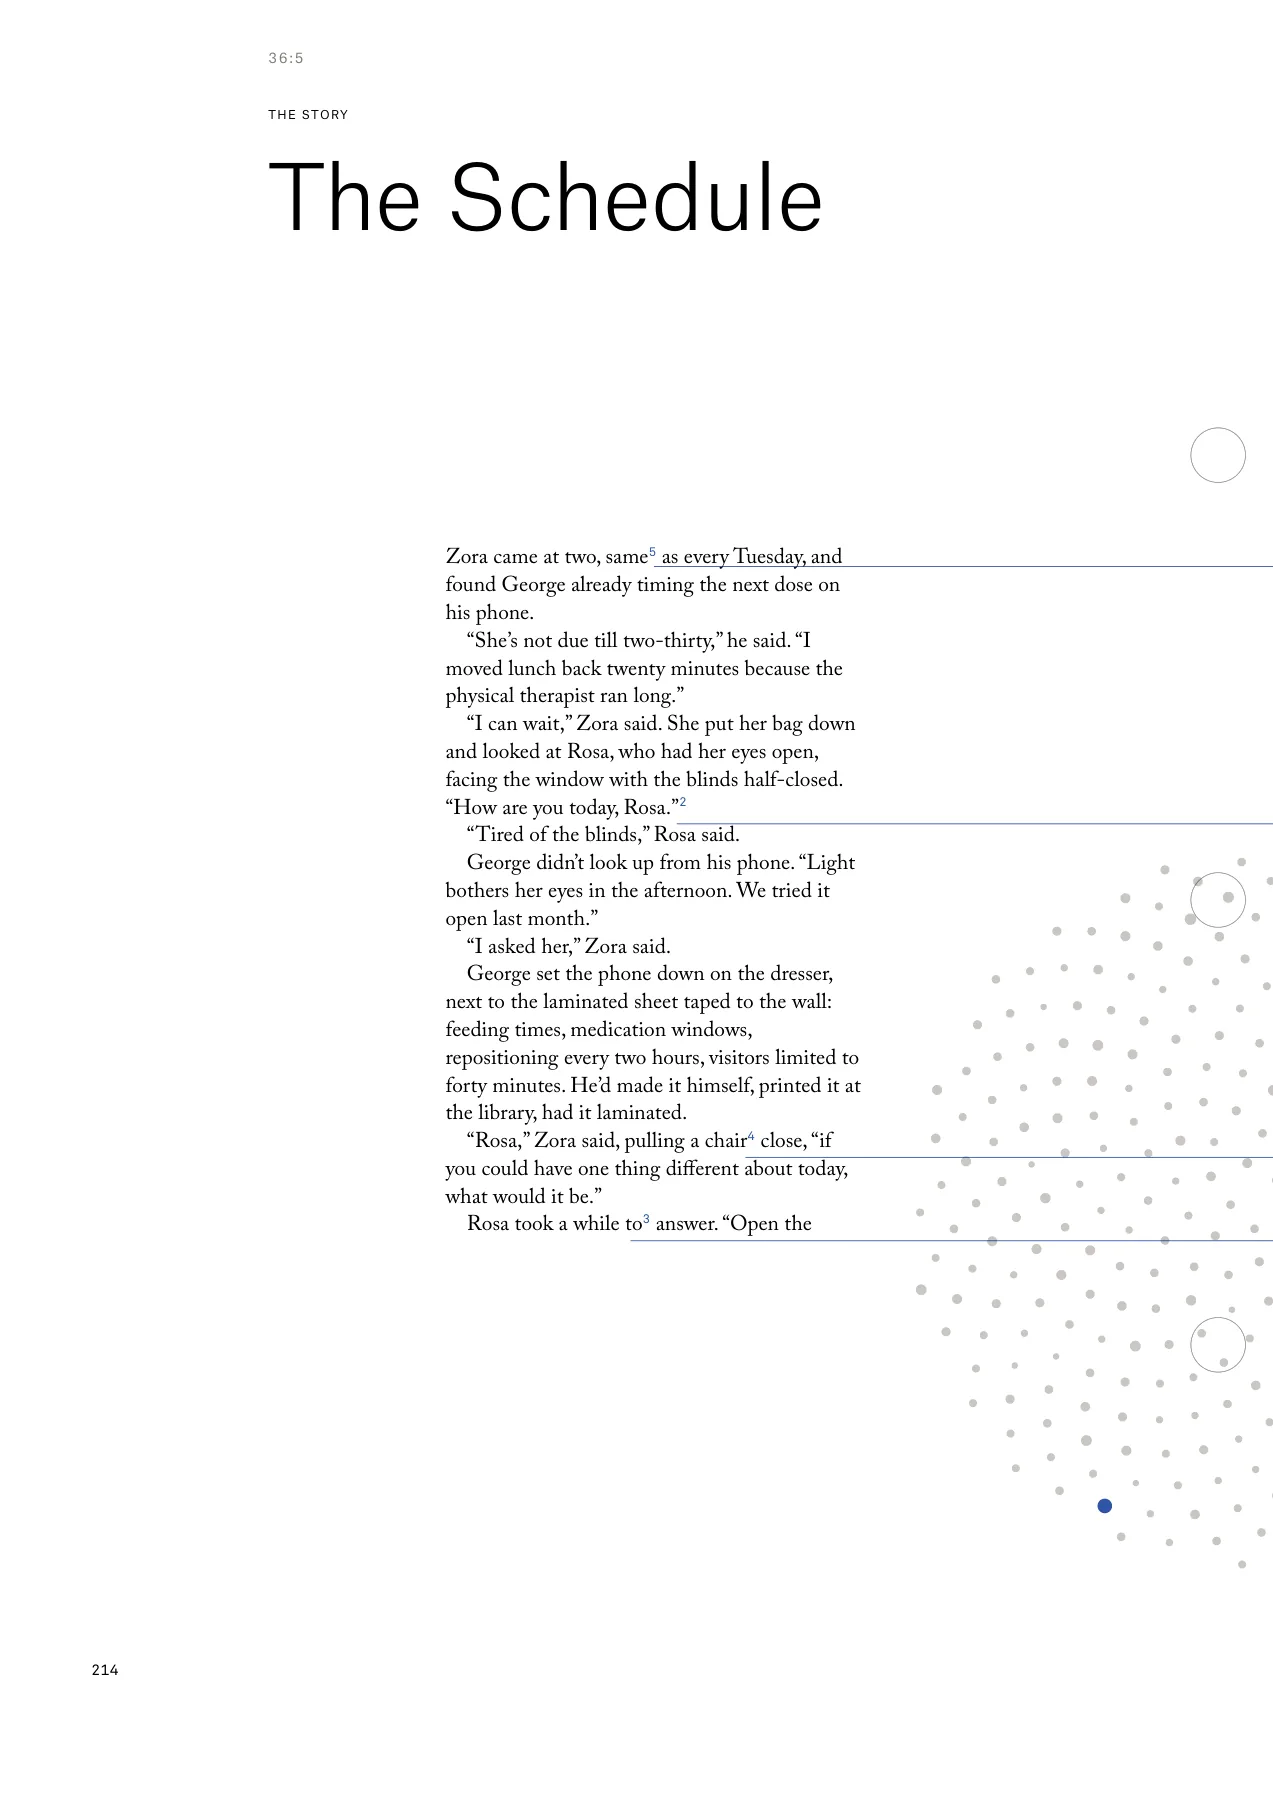 36:5
THE STORY
The Schedule
Zora came at two, same5 as every Tuesday, and
found George already timing the next dose on
his phone.
“She’s not due till two-thirty,” he said. “I
moved lunch back twenty minutes because the
physical therapist ran long.”
“I can wait,” Zora said. She put her bag down
and looked at Rosa, who had her eyes open,
facing the window with the blinds half-closed.
“How are you today, Rosa.”2
“Tired of the blinds,” Rosa said.
George didn’t look up from his phone. “Light
bothers her eyes in the afternoon. We tried it
open last month.”
“I asked her,” Zora said.
George set the phone down on the dresser,
next to the laminated sheet taped to the wall:
feeding times, medication windows,
repositioning every two hours, visitors limited to
forty minutes. He’d made it himself, printed it at
the library, had it laminated.
“Rosa,” Zora said, pulling a chair4 close, “if
you could have one thing different about today,
what would it be.”
Rosa took a while to3 answer. “Open the
214